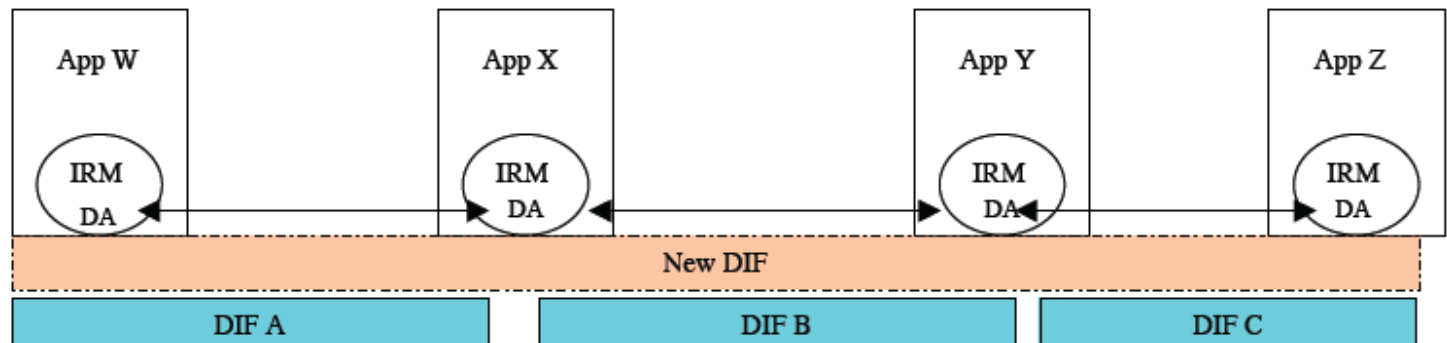 App W
App X
App Y
App Z
IRM
DA
IRM
DA
IRM
DA
IRM
DA
New DIF
DIF A
DIF B
DIF C